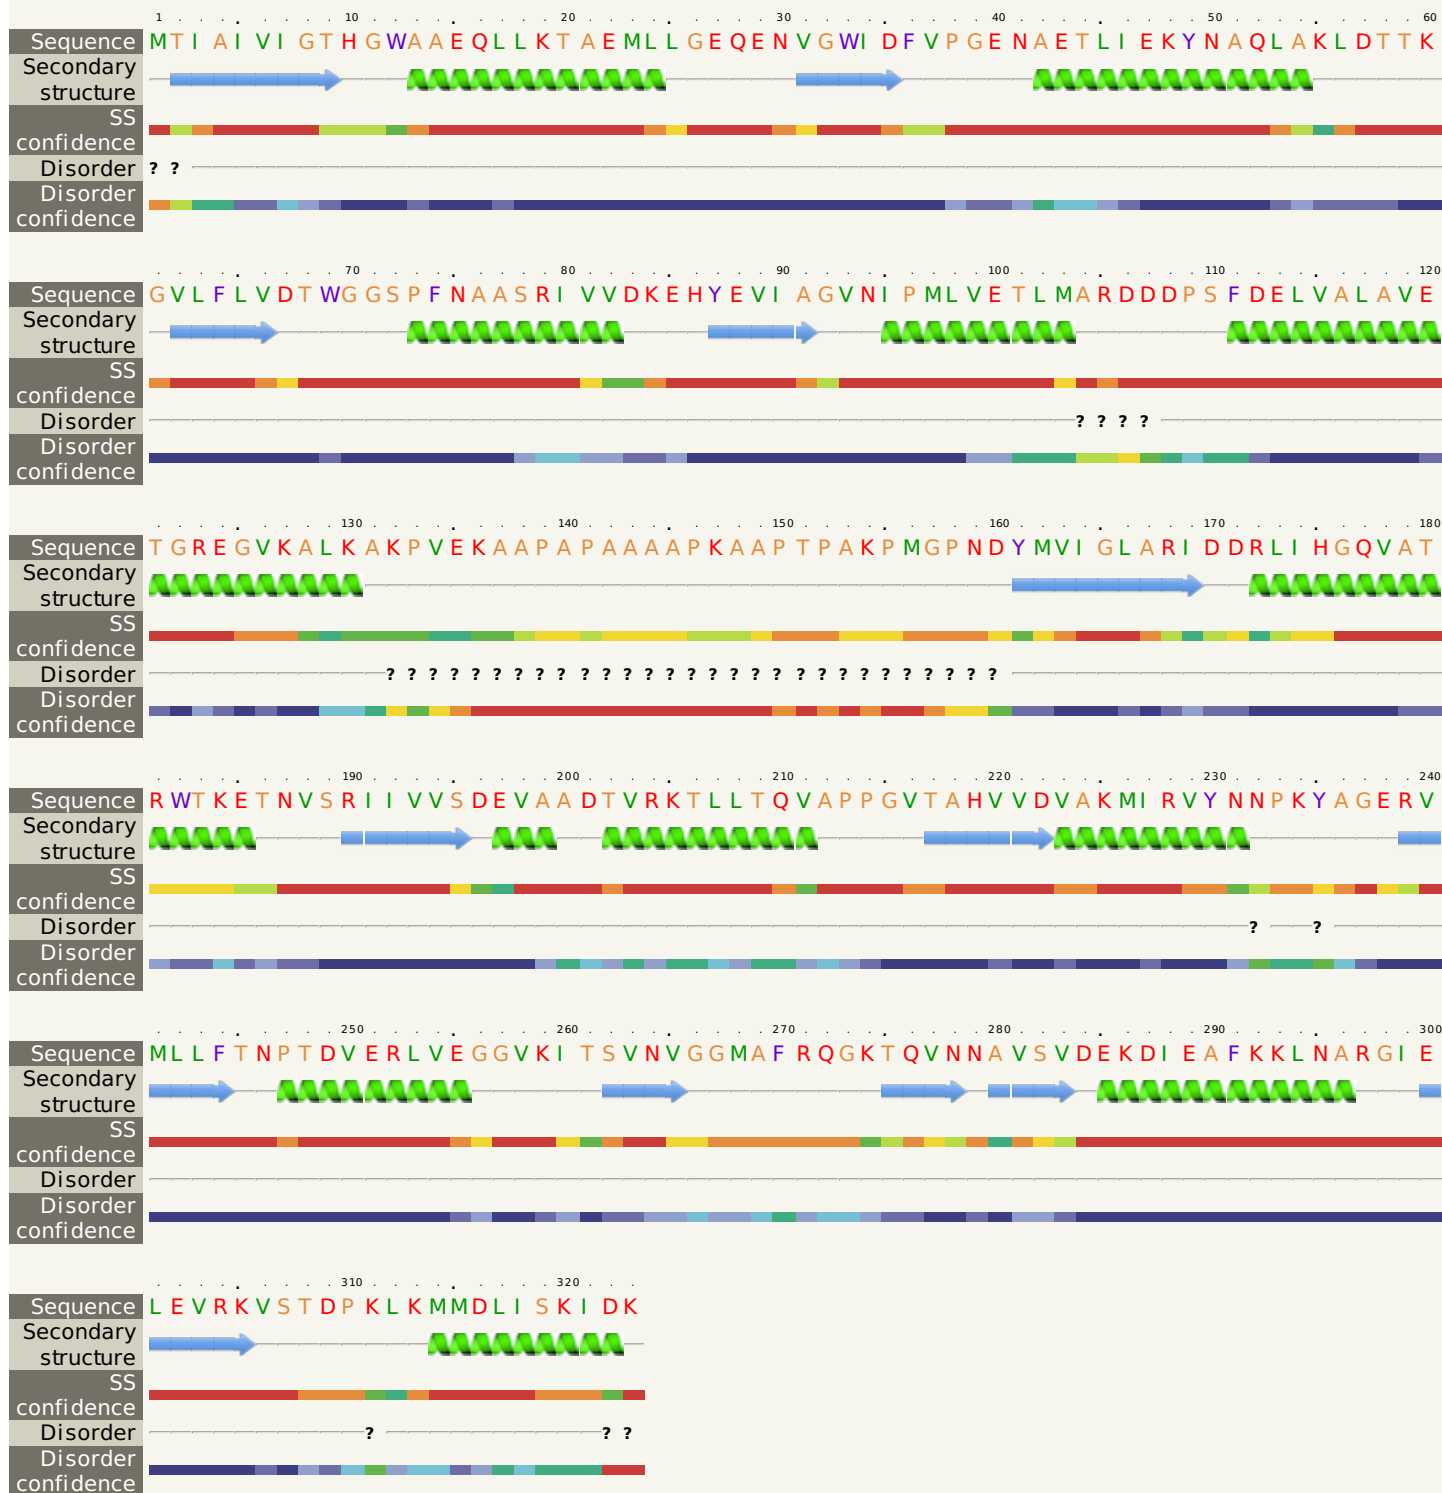 1 10 20 30 40 50 60
Sequence MTIAIVIGTHGWAAEQLLKTAEMLLGEQENVGWIDFVPGENAETLIEKYNAQLAKLDTTK
Secondary
structure
SS
confidence
Disorder ? ?
Disorder
confidence
70 80 90 100 110 120
Sequence GVLFLVDTWGGSPFNAASRIVVDKEHYEVIAGVNIPMLVETLMARDDDPSFDELVALAVE
Secondary
structure
SS
confidence
Disorder ? ? ? ?
Disorder
confidence
130 140 150 160 170 180
Sequence TGREGVKALKAKPVEKAAPAPAAAAPKAAPTPAKPMGPNDYMVIGLARIDDRLIHGQVAT
Secondary
structure
SS
confidence
Disorder ? ? ? ? ? ? ? ? ? ? ? ? ? ? ? ? ? ? ? ? ? ? ? ? ? ? ? ? ?
Disorder
confidence
190 200 210 220 230 240
Sequence RWTKETNVSRIIVVSDEVAADTVRKTLLTQVAPPGVTAHVVDVAKMIRVYNNPKYAGERV
Secondary
structure
SS
confidence
Disorder ? ?
Disorder
confidence
250 260 270 280 290 300
Sequence MLLFTNPTDVERLVEGGVKITSVNVGGMAFRQGKTQVNNAVSVDEKDIEAFKKLNARGIE
Secondary
structure
SS
confidence
Disorder
Disorder
confidence
310 320
Sequence LEVRKVSTDPKLKMMDLISKIDK
Secondary
structure
SS
confidence
Disorder ? ? ?
Disorder
confidence